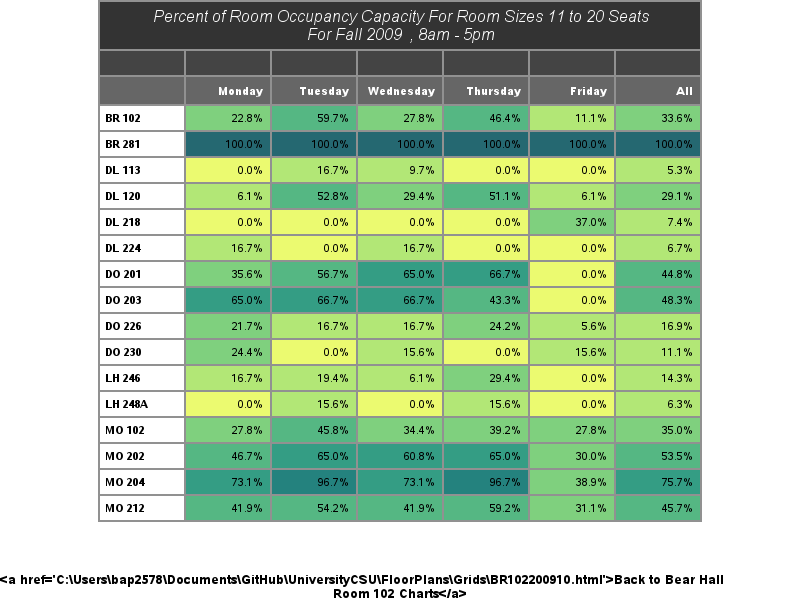 Percent of Room Occupancy Capacity For Room Sizes 11 to 20 Seats
For Fall 2009 , 8am - 5pm
Monday Tuesday Wednesday Thursday Friday All
BR 102 22.8% 59.7% 27.8% 46.4% 11.1% 33.6%
BR 281 100.0% 100.0% 100.0% 100.0% 100.0% 100.0%
DL 113 0.0% 16.7% 9.7% 0.0% 0.0% 5.3%
DL 120 6.1% 52.8% 29.4% 51.1% 6.1% 29.1%
DL 218 0.0% 0.0% 0.0% 0.0% 37.0% 7.4%
DL 224 16.7% 0.0% 16.7% 0.0% 0.0% 6.7%
DO 201 35.6% 56.7% 65.0% 66.7% 0.0% 44.8%
DO 203 65.0% 66.7% 66.7% 43.3% 0.0% 48.3%
DO 226 21.7% 16.7% 16.7% 24.2% 5.6% 16.9%
DO 230 24.4% 0.0% 15.6% 0.0% 15.6% 11.1%
LH 246 16.7% 19.4% 6.1% 29.4% 0.0% 14.3%
LH 248A 0.0% 15.6% 0.0% 15.6% 0.0% 6.3%
MO 102 27.8% 45.8% 34.4% 39.2% 27.8% 35.0%
MO 202 46.7% 65.0% 60.8% 65.0% 30.0% 53.5%
MO 204 73.1% 96.7% 73.1% 96.7% 38.9% 75.7%
MO 212 41.9% 54.2% 41.9% 59.2% 31.1% 45.7%
<a href='C:\Users\bap2578\Documents\GitHub\UniversityCSU\FloorPlans\Grids\BR102200910.html'>Back to Bear Hall
Room 102 Charts</a>